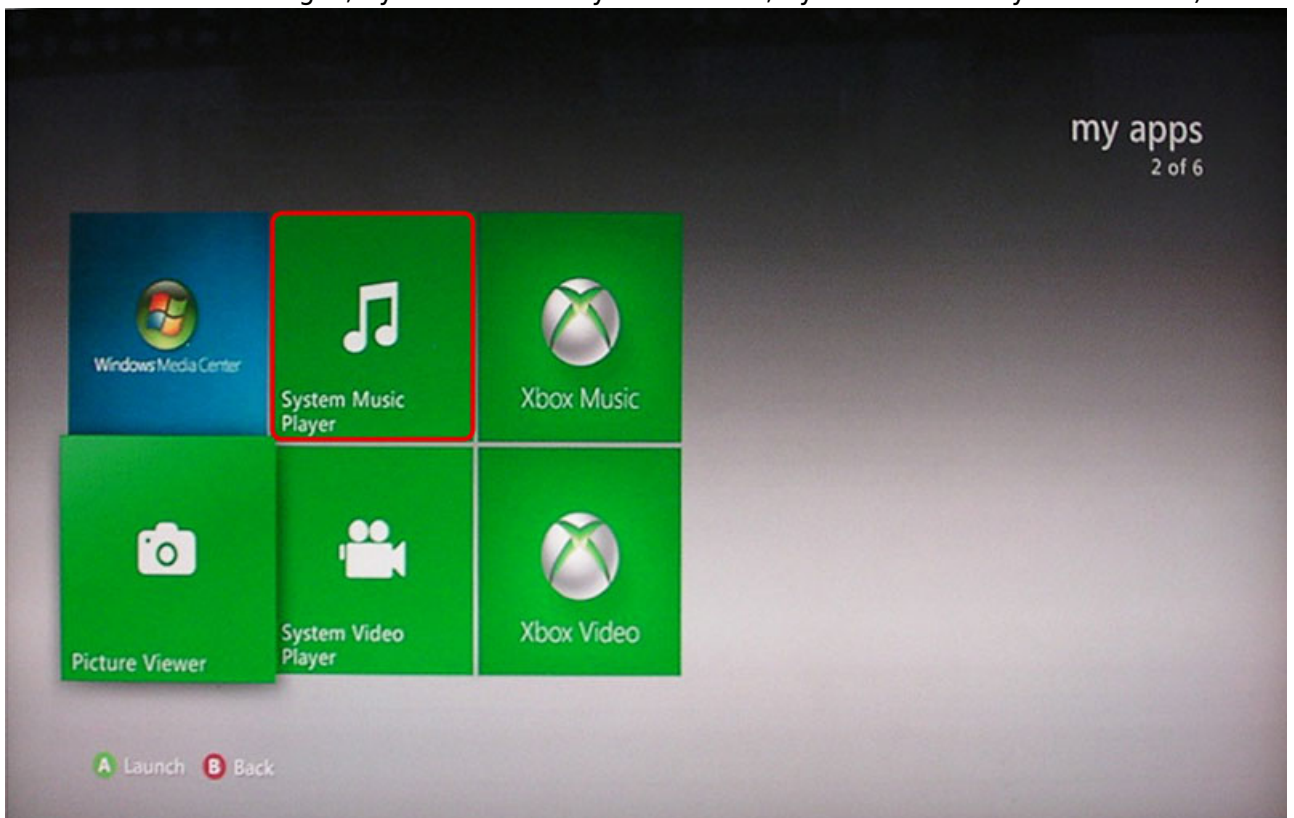 my apps
2 of 6
Windows Media Center
System Music
Player
Xbox Music
Picture Viewer
System Video
Player
Xbox Video
A Launch B Back